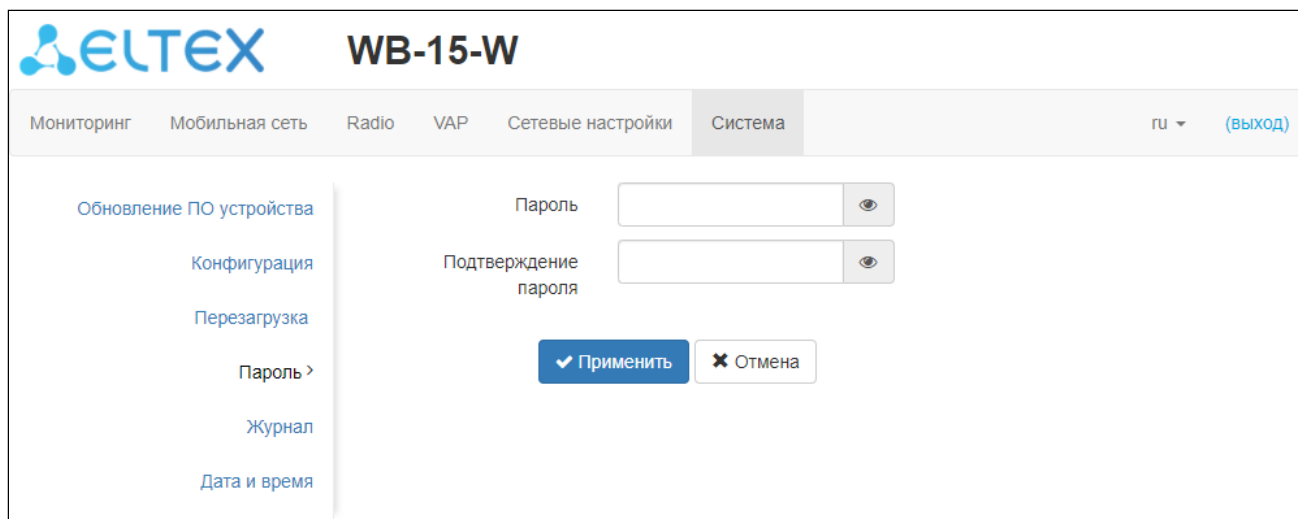 ELTEX WB-15-W
Мониторинг Мобильная сеть Radio VAP Сетевые настройки Система ru (выход)
Обновление ПО устройства
Конфигурация
Перезагрузка
Пароль >
Журнал
Дата и время
Пароль
Подтверждение
пароля
Применить Отмена